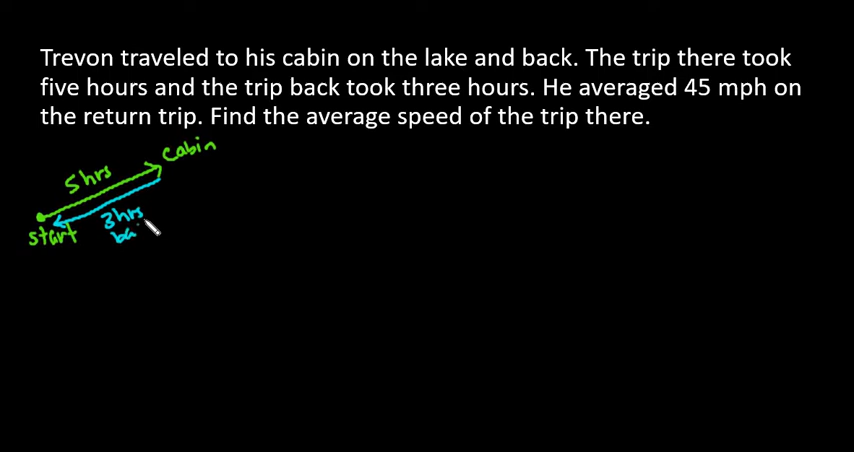 Trevon traveled to his cabin on the lake and back. The trip there took
five hours and the trip back took three hours. He averaged 45 mph on
the return trip. Find the average speed of the trip there.
Cabin
5hrs
3hrs
start
ba